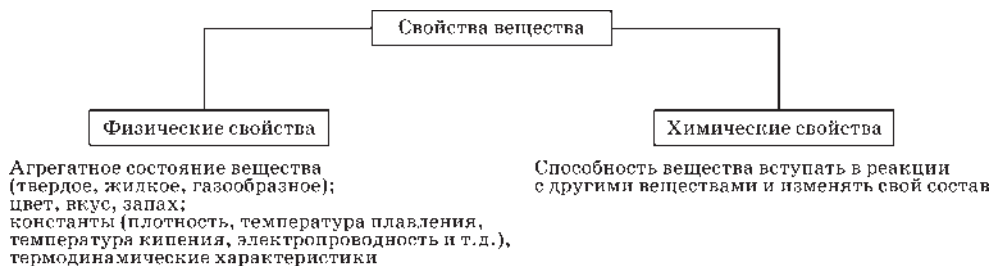 Свойства вещества
Физические свойства
Агрегатное состояние вещества
(твердое, жидкое, газообразное);
цвет, вкус, запах;
константы (плотность, температура плавления,
температура кипения, электропроводность и т.д.),
термодинамические характеристики
Химические свойства
Способность вещества вступать в реакции
с другими веществами и изменять свой состав